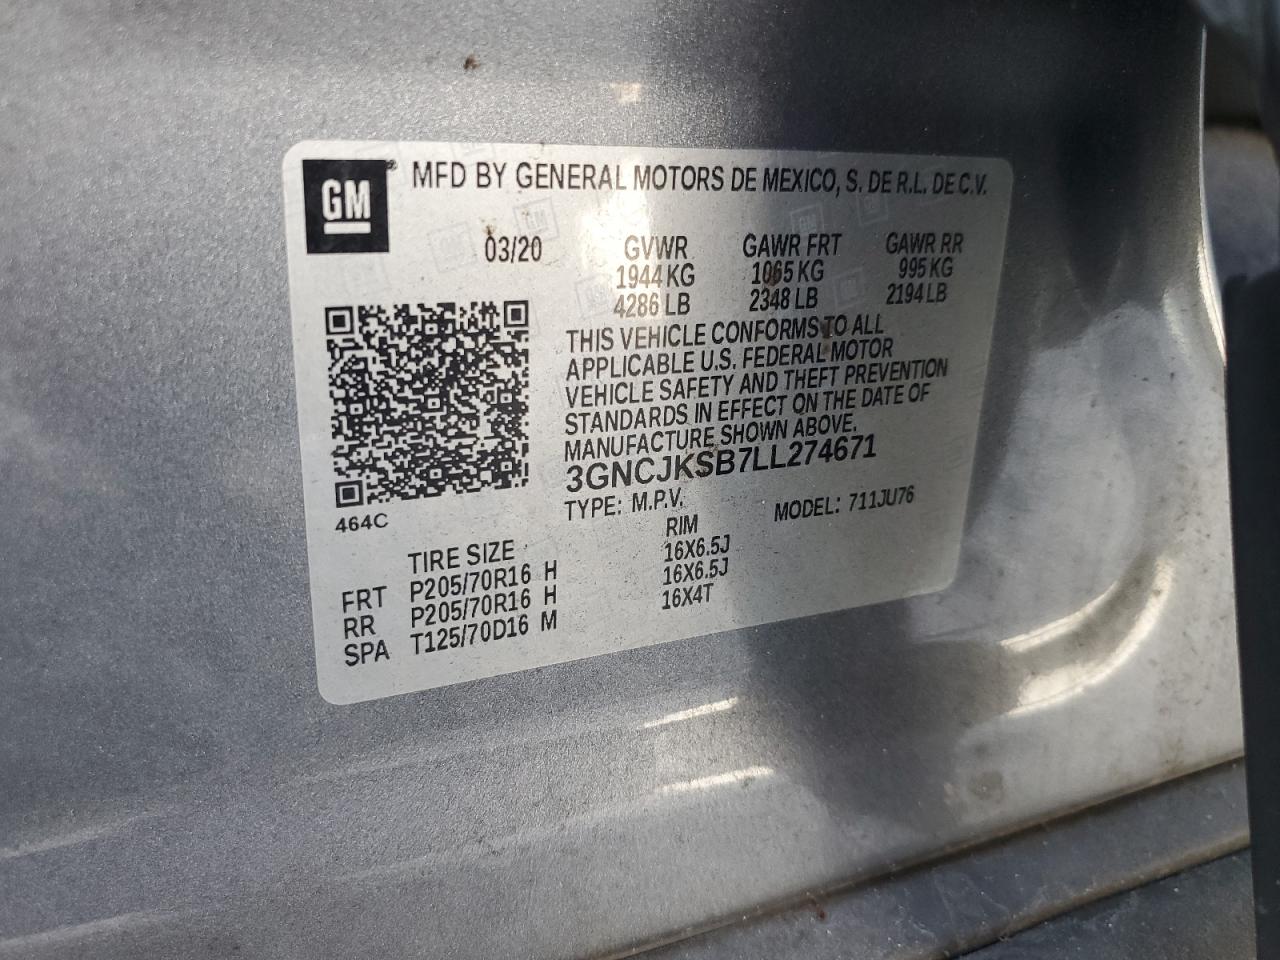 GM
MFD BY GENERAL MOTORS DE MEXICO, S. DE R.L. DE C.V.
03/20 GVWR GAWR FRT GAWR RR
1944 KG 1065 KG 995 KG
4286 LB 2348 LB 2194 LB
THIS VEHICLE CONFORMS TO ALL
APPLICABLE U.S. FEDERAL MOTOR
VEHICLE SAFETY AND THEFT PREVENTION
STANDARDS IN EFFECT ON THE DATE OF
MANUFACTURE SHOWN ABOVE.
3GNCJKSB7LL274671
TYPE: M.P.V. MODEL: 711JU76
464C
TIRE SIZE RIM
FRT P205/70R16 H 16X6.5J
RR P205/70R16 H 16X6.5J
SPA T125/70D16 M 16X4T